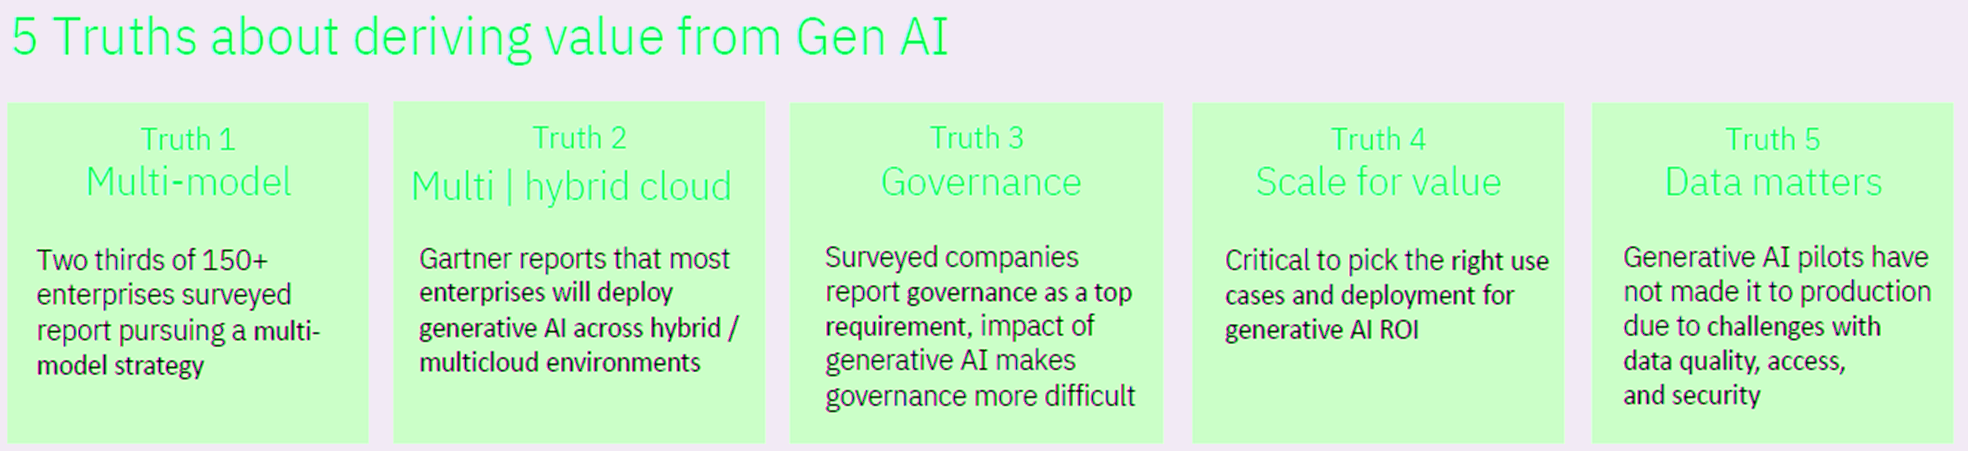 5 Truths about deriving value from Gen AI
Truth 1
Multi-model
Two thirds of 150+
enterprises surveyed
report pursuing a multi-
model strategy
Truth 2
Multi | hybrid cloud
Gartner reports that most
enterprises will deploy
generative AI across hybrid /
multicloud environments
Truth 3
Governance
Surveyed companies
report governance as a top
requirement, impact of
generative AI makes
governance more difficult
Truth 4
Scale for value
Critical to pick the right use
cases and deployment for
generative AI ROI
Truth 5
Data matters
Generative AI pilots have
not made it to production
due to challenges with
data quality, access,
and security